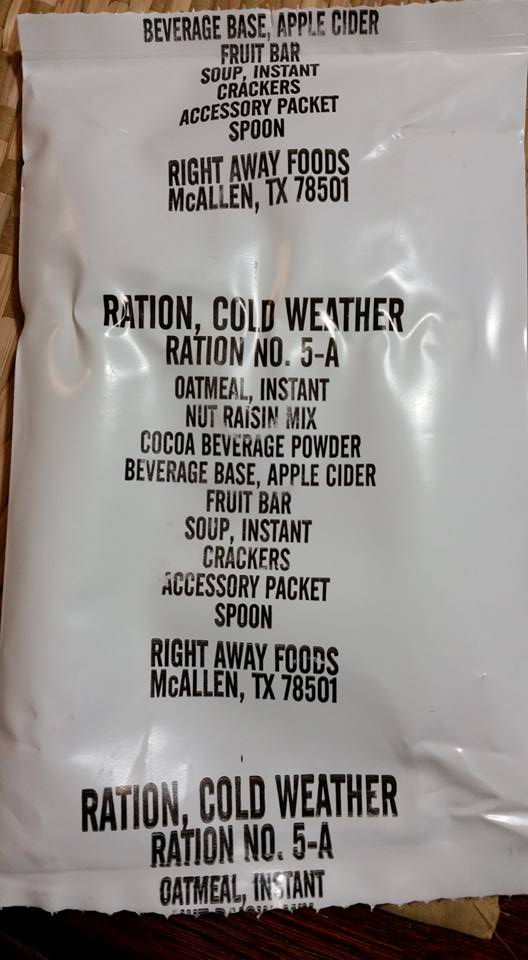 BEVERAGE BASE, APPLE CIDER
FRUIT BAR
SOUP, INSTANT
CRACKERS
ACCESSORY PACKET
SPOON
RIGHT AWAY FOODS
McALLEN, TX 78501
RATION, COLD WEATHER
RATION NO. 5-A
OATMEAL, INSTANT
NUT RAISIN MIX
COCOA BEVERAGE POWDER
BEVERAGE BASE, APPLE CIDER
FRUIT BAR
SOUP, INSTANT
CRACKERS
ACCESSORY PACKET
SPOON
RIGHT AWAY FOODS
McALLEN, TX 78501
RATION, COLD WEATHER
RATION NO. 5-A
OATMEAL, INSTANT